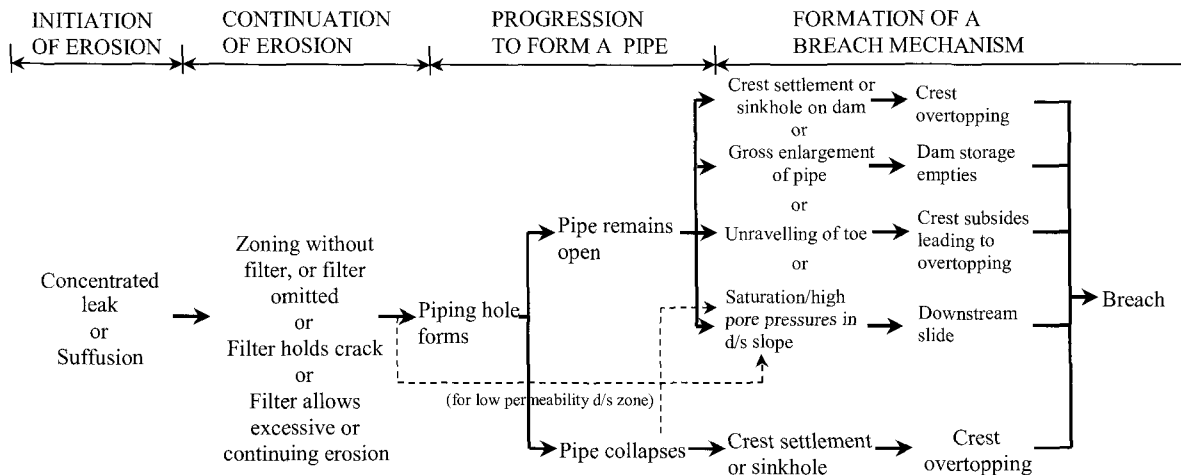 INITIATION
OF EROSION
CONTINUATION
OF EROSION
PROGRESSION
TO FORM A PIPE
FORMATION OF A
BREACH MECHANISM
Concentrated
leak
or
Suffusion
Zoning without
filter, or filter
omitted
or
Filter holds crack
or
Filter allows
excessive or
continuing erosion
Piping hole
forms
Pipe remains
open
(for low permeability d/s zone)
Pipe collapses
Crest settlement or
sinkhole on dam
or
Gross enlargement
of pipe
or
Unravelling of toe
or
Saturation/high
pore pressures in
d/s slope
Crest settlement
or sinkhole
Crest
overtopping
Dam storage
empties
Crest subsides
leading to
overtopping
Downstream
slide
Crest
overtopping
Breach